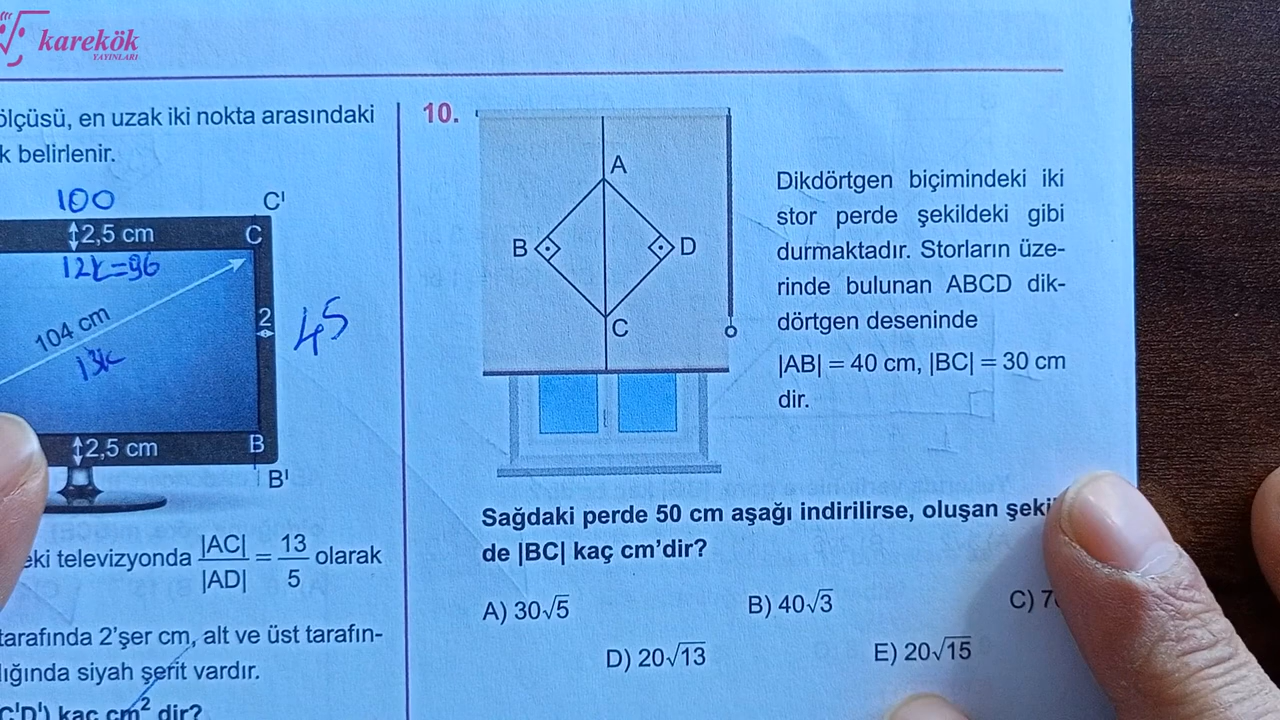 karekök
YAYINLARI
ölçüsü, en uzak iki nokta arasındaki
k belirlenir.
100
C'
2,5 cm
C
12k=96
104 cm
13k
2
45
2,5 cm
B
B'
eki televizyonda |AC|/|AD| = 13/5 olarak
tarafında 2'şer cm, alt ve üst tarafın-
lığında siyah şerit vardır.
C'D') kaç cm² dir?
10.
A
B
D
C
Dikdörtgen biçimindeki iki
stor perde şekildeki gibi
durmaktadır. Storların üze-
rinde bulunan ABCD dik-
dörtgen deseninde
|AB| = 40 cm, |BC| = 30 cm
dir.
Sağdaki perde 50 cm aşağı indirilirse, oluşan şeki
de |BC| kaç cm'dir?
A) 30√5
B) 40√3
C) 7
D) 20√13
E) 20√15